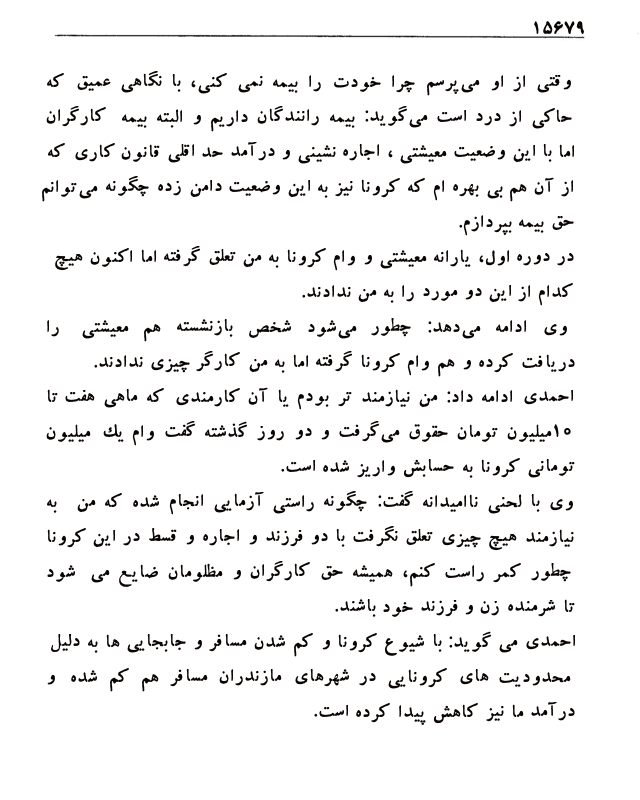 ۱۵۶۷۹
وقتی از او می‌پرسم چرا خودت را بیمه نمی کنی، با نگاهی عمیق که
حاکی از درد است می‌گوید: بیمه رانندگان داریم و البته بیمه کارگران
اما با این وضعیت معیشتی ، اجاره نشینی و درآمد حد اقلی قانون کاری که
از آن هم بی بهره ام که کرونا نیز به این وضعیت دامن زده چگونه می‌توانم
حق بیمه بپردازم.
در دوره اول، یارانه معیشتی و وام کرونا به من تعلق گرفته اما اکنون هیچ
کدام از این دو مورد را به من ندادند.
وی ادامه می‌دهد: چطور می‌شود شخص بازنشسته هم معیشتی را
دریافت کرده و هم وام کرونا گرفته اما به من کارگر چیزی ندادند.
احمدی ادامه داد: من نیازمند تر بودم یا آن کارمندی که ماهی هفت تا
۱۰میلیون تومان حقوق می‌گرفت و دو روز گذشته گفت وام یك میلیون
تومانی کرونا به حسابش واریز شده است.
وی با لحنی ناامیدانه گفت: چگونه راستی آزمایی انجام شده که من به
نیازمند هیچ چیزی تعلق نگرفت با دو فرزند و اجاره و قسط در این کرونا
چطور کمر راست کنم، همیشه حق کارگران و مظلومان ضایع می شود
تا شرمنده زن و فرزند خود باشند.
احمدی می گوید: با شیوع کرونا و کم شدن مسافر و جابجایی ها به دلیل
محدودیت های کرونایی در شهرهای مازندران مسافر هم کم شده و
درآمد ما نیز کاهش پیدا کرده است.